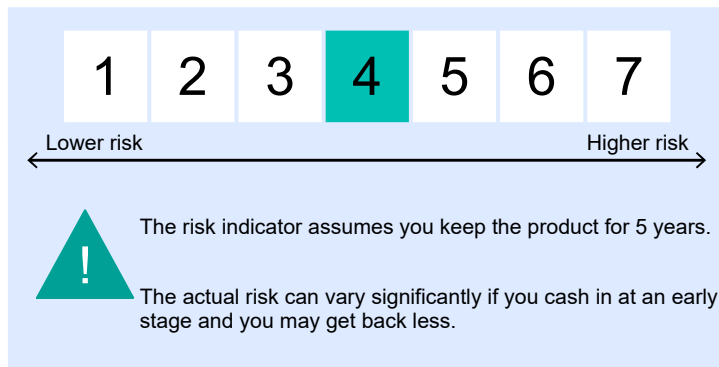 1 2 3 4 5 6 7
Lower risk Higher risk
!
The risk indicator assumes you keep the product for 5 years.
The actual risk can vary significantly if you cash in at an early
stage and you may get back less.